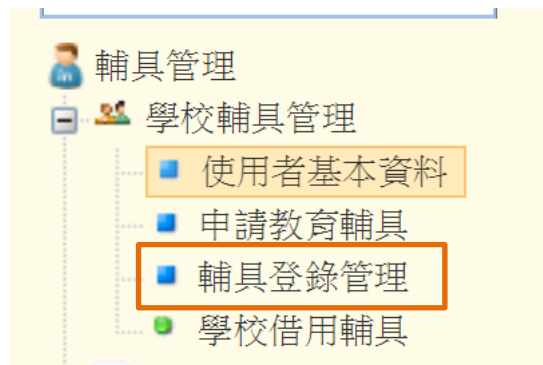 輔具管理
學校輔具管理
使用者基本資料
申請教育輔具
輔具登錄管理
學校借用輔具